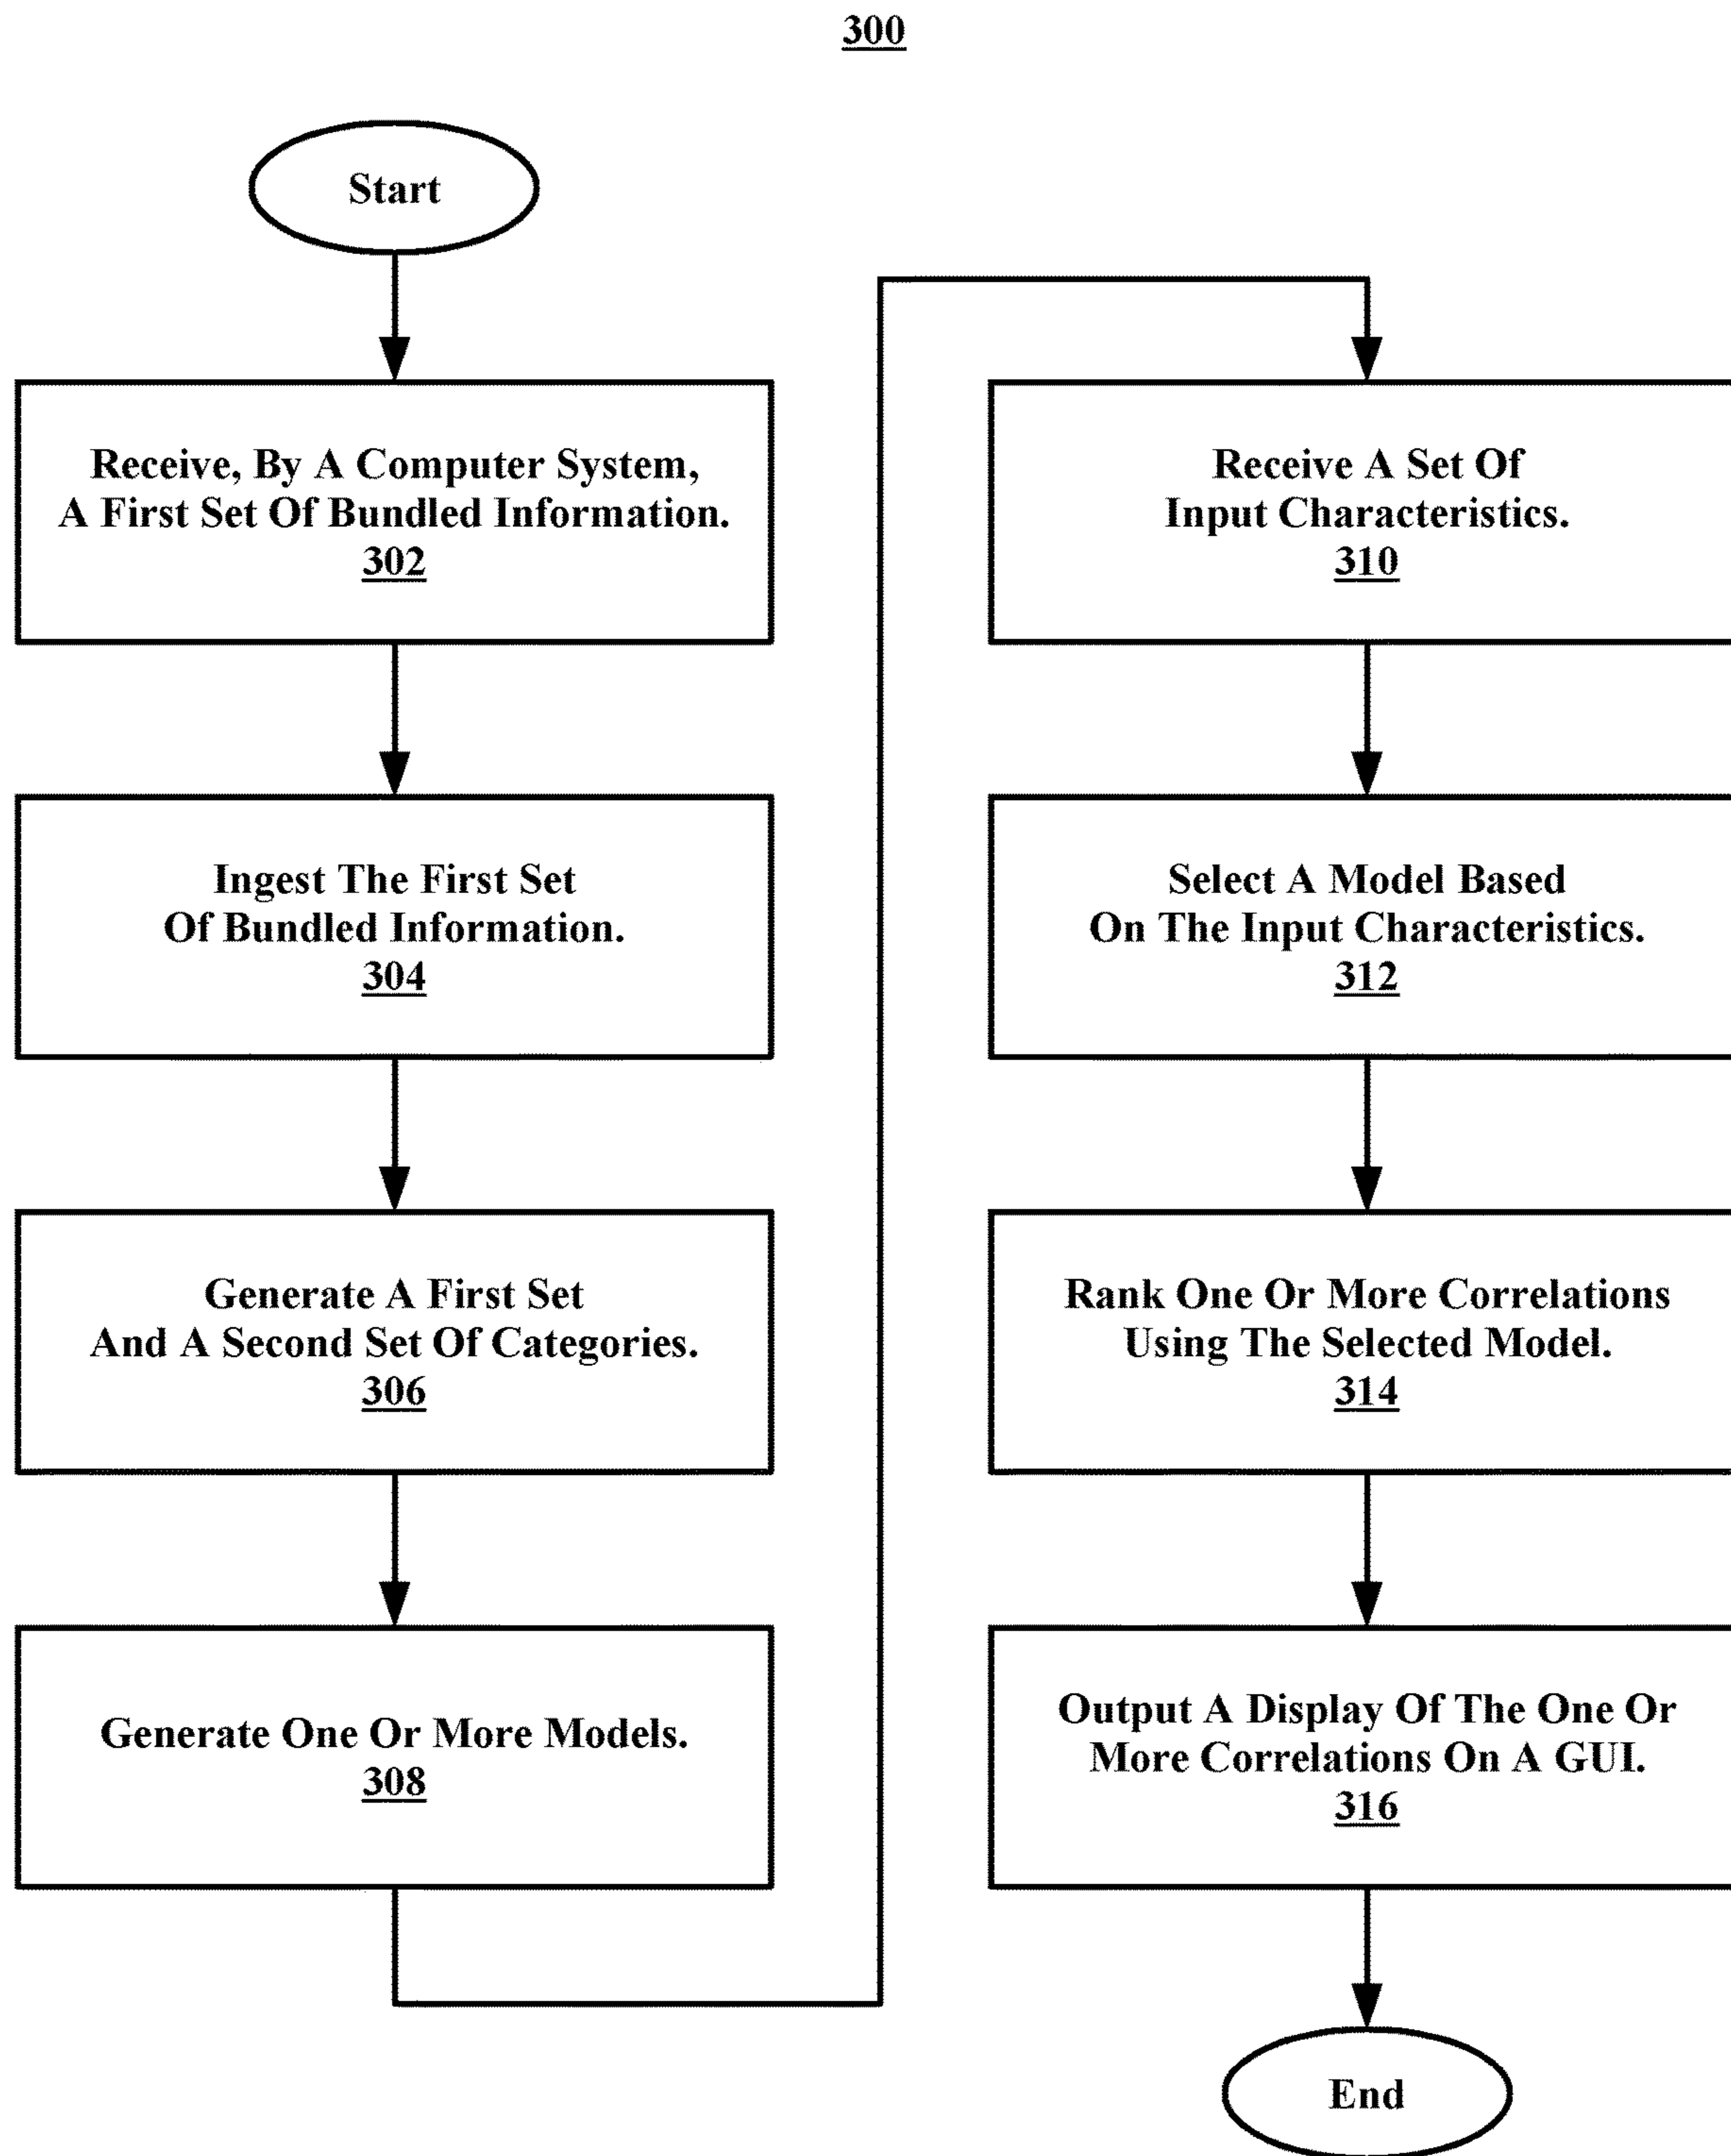 300
Start
Receive, By A Computer System,
A First Set Of Bundled Information.
302
Ingest The First Set
Of Bundled Information.
304
Generate A First Set
And A Second Set Of Categories.
306
Generate One Or More Models.
308
Receive A Set Of
Input Characteristics.
310
Select A Model Based
On The Input Characteristics.
312
Rank One Or More Correlations
Using The Selected Model.
314
Output A Display Of The One Or
More Correlations On A GUI.
316
End